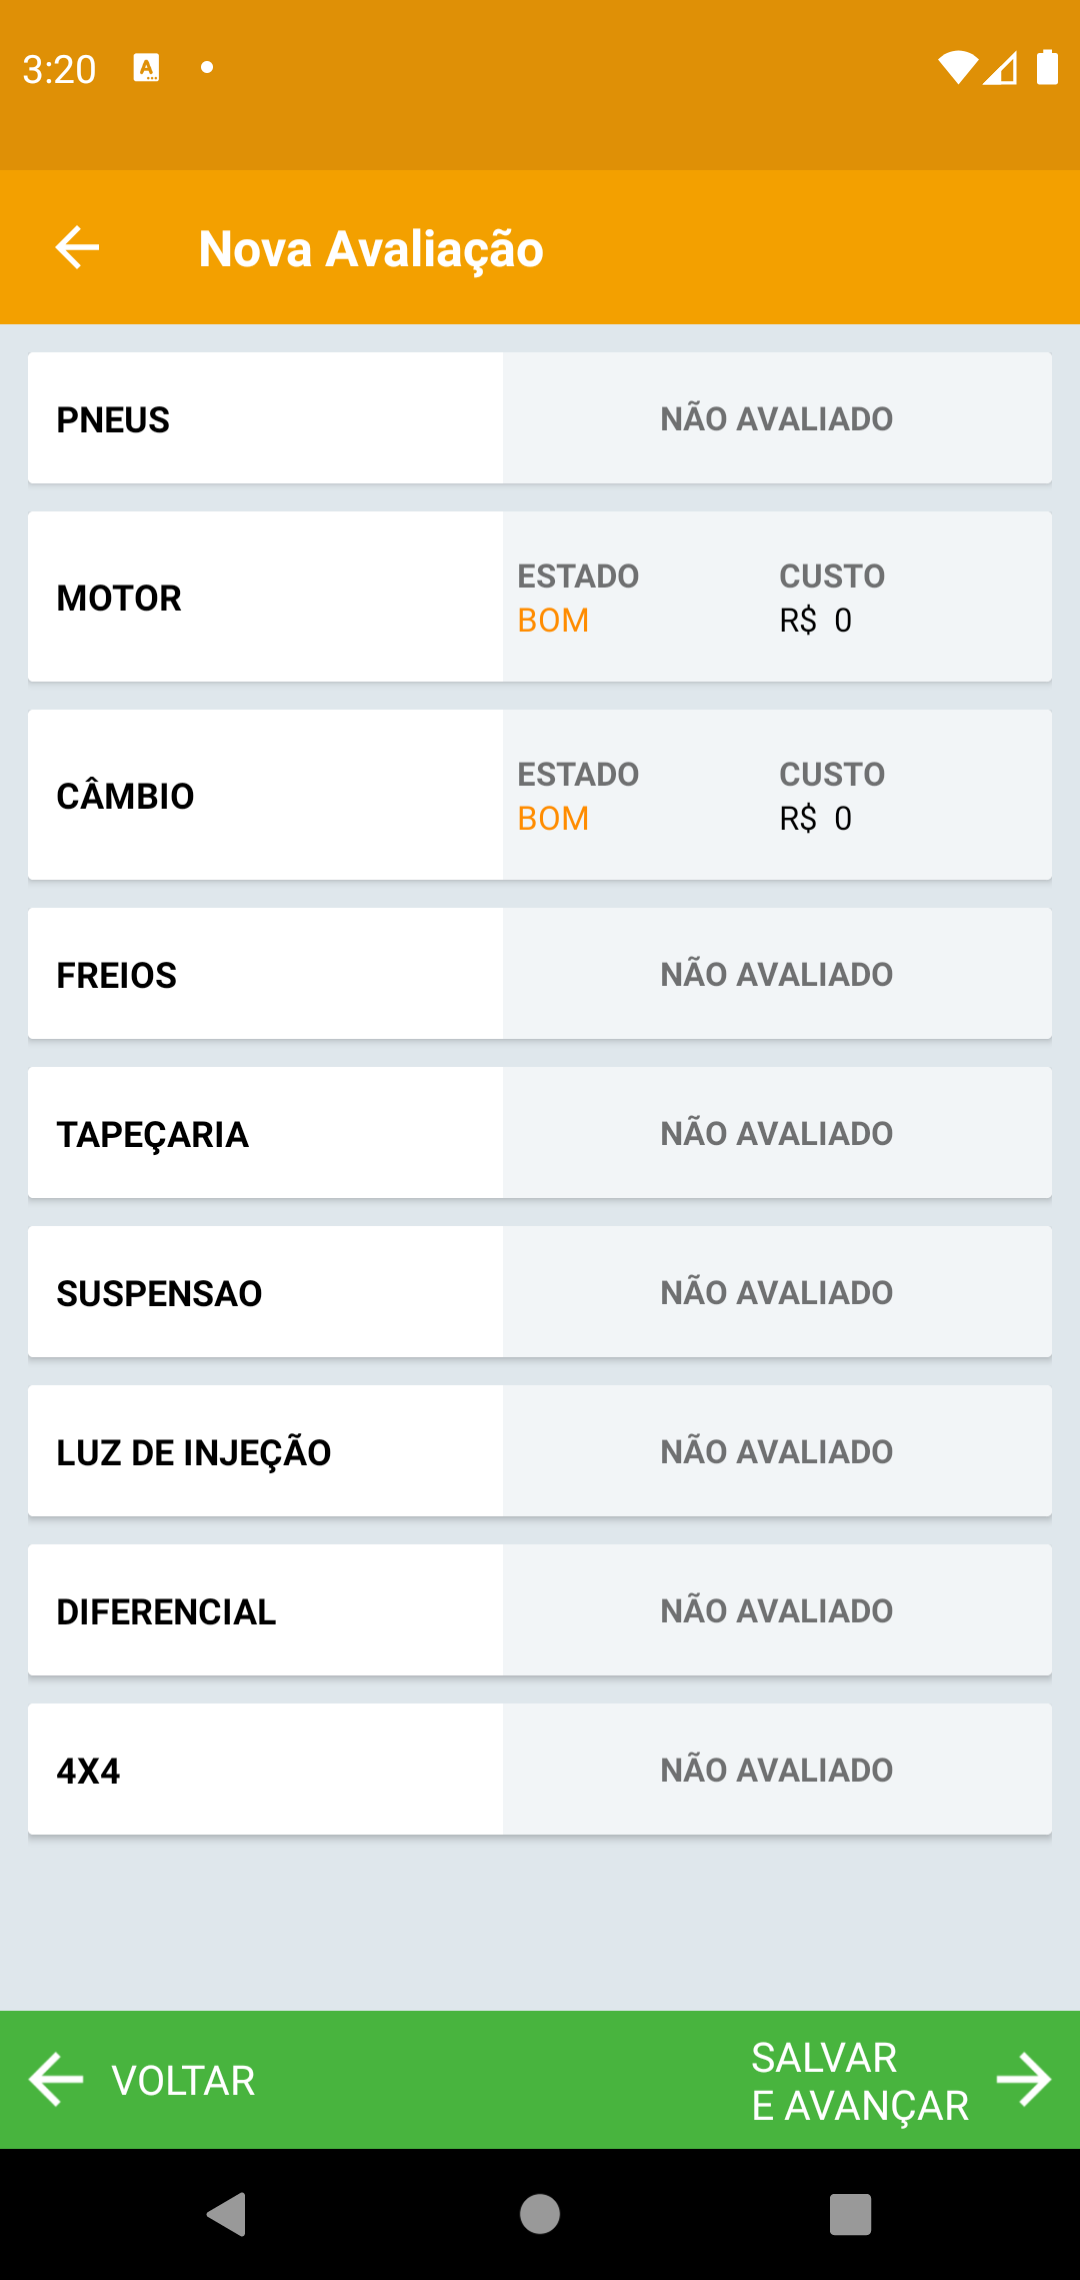 3:20
Nova Avaliação
PNEUS
NÃO AVALIADO
MOTOR
ESTADO
BOM
CUSTO
R$ 0
CÂMBIO
ESTADO
BOM
CUSTO
R$ 0
FREIOS
NÃO AVALIADO
TAPEÇARIA
NÃO AVALIADO
SUSPENSAO
NÃO AVALIADO
LUZ DE INJEÇÃO
NÃO AVALIADO
DIFERENCIAL
NÃO AVALIADO
4X4
NÃO AVALIADO
VOLTAR
SALVAR
E AVANÇAR